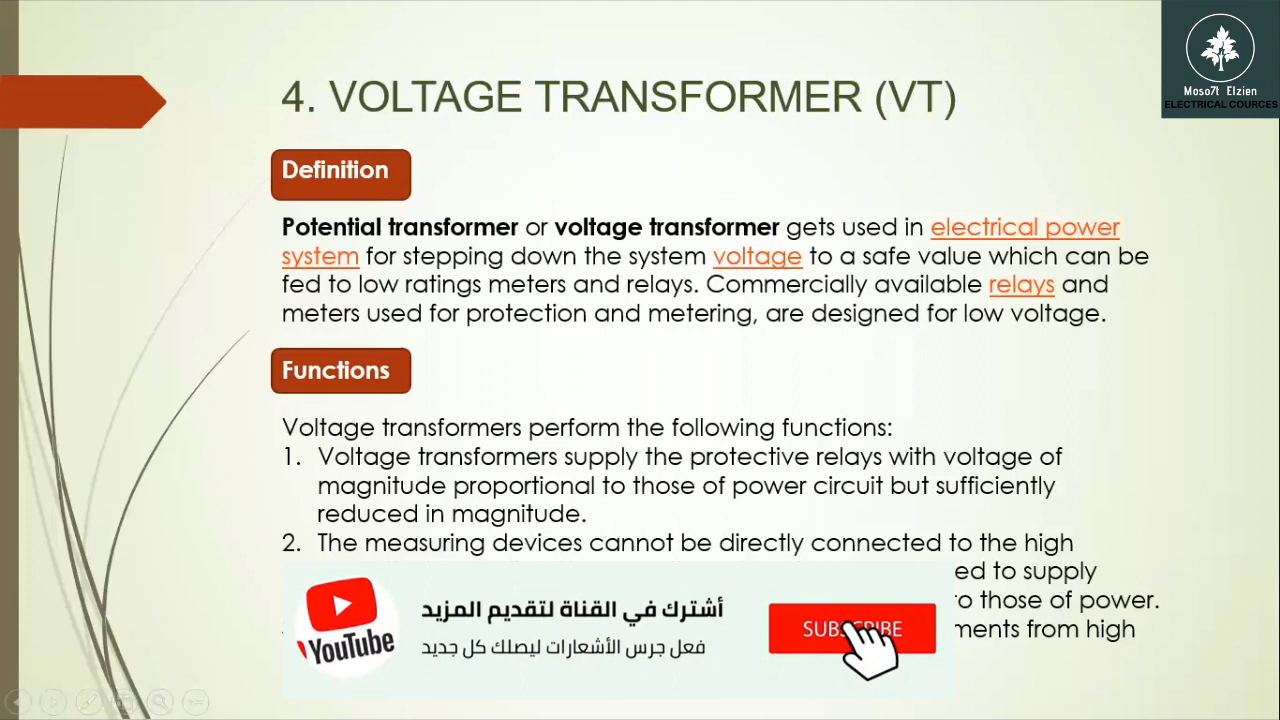 Moso7t Elzien
ELECTRICAL COURCES
4. VOLTAGE TRANSFORMER (VT)
Definition
Potential transformer or voltage transformer gets used in electrical power
system for stepping down the system voltage to a safe value which can be
fed to low ratings meters and relays. Commercially available relays and
meters used for protection and metering, are designed for low voltage.
Functions
Voltage transformers perform the following functions:
1. Voltage transformers supply the protective relays with voltage of
magnitude proportional to those of power circuit but sufficiently
reduced in magnitude.
2. The measuring devices cannot be directly connected to the high
to supply
those of power.
from high
YouTube
أشترك في القناة لتقديم المزيد
فعل جرس الأشعارات ليصلك كل جديد
SUBSCRIBE